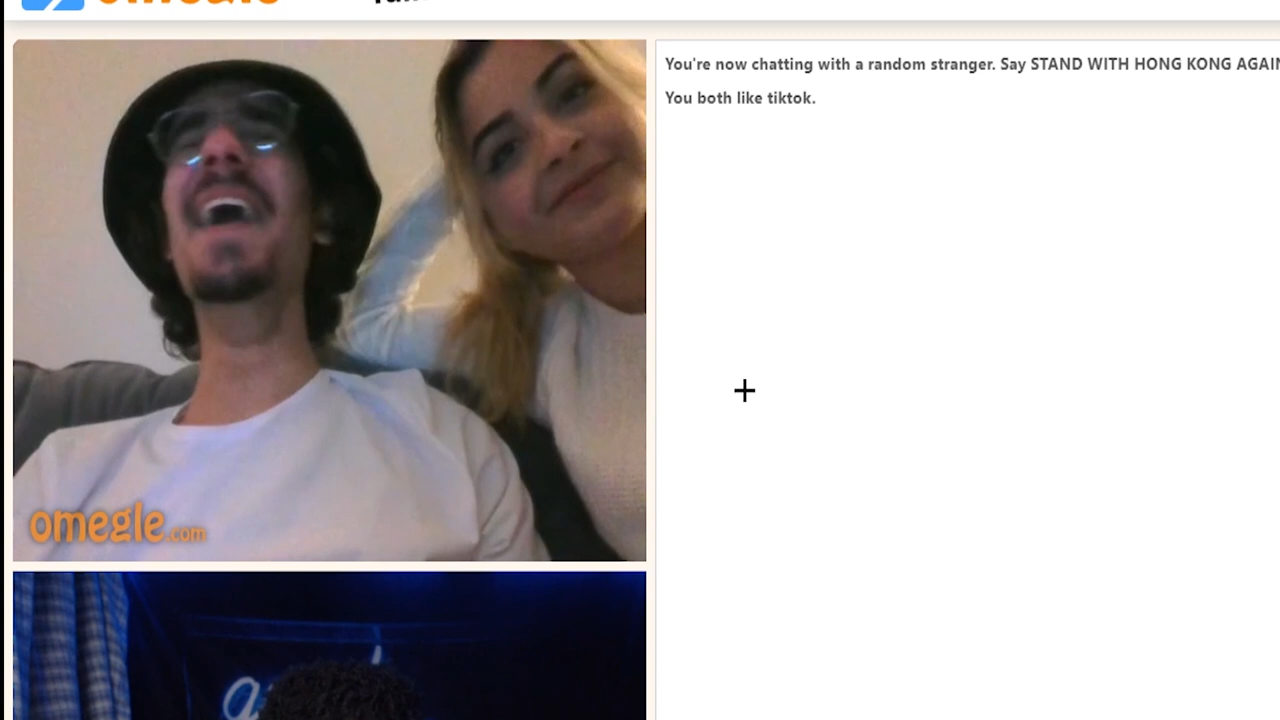 omegle
You're now chatting with a random stranger. Say STAND WITH HONG KONG AGAIN
You both like tiktok.
omegle.com